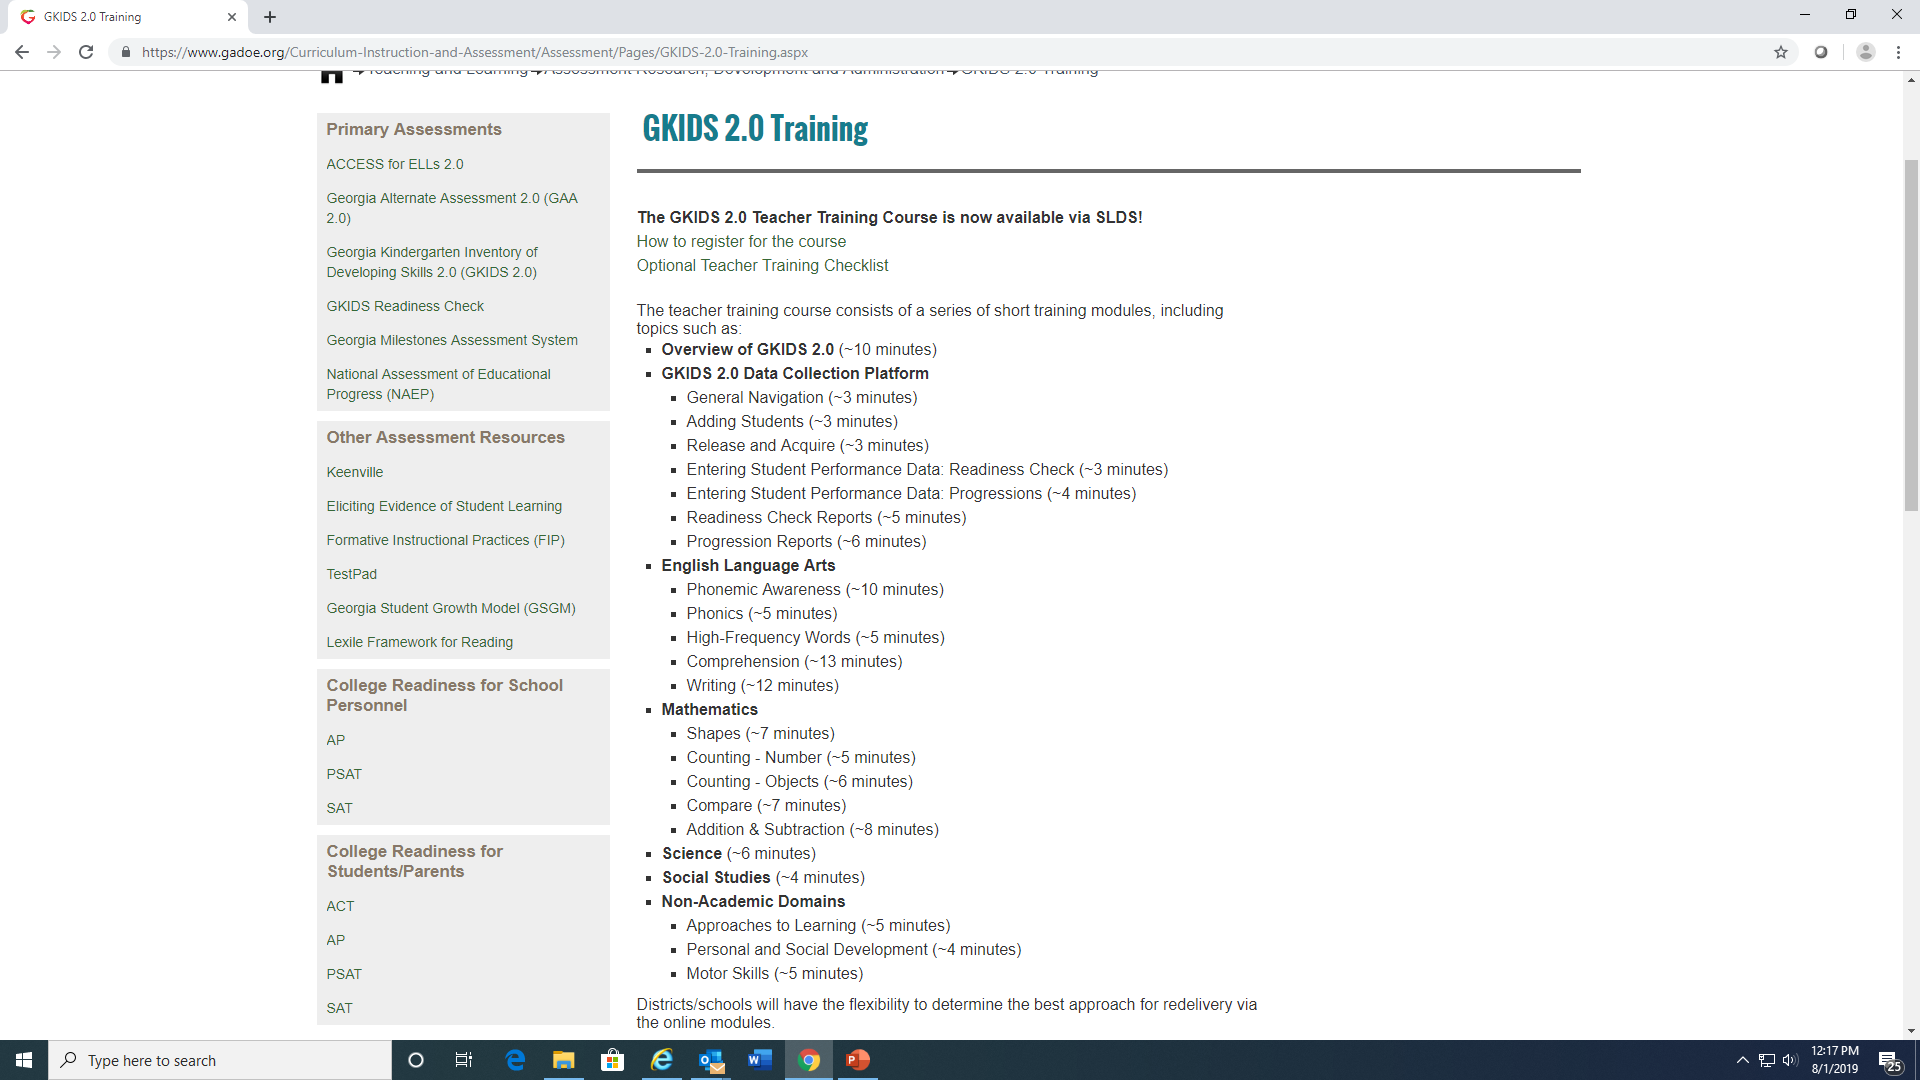 GKIDS 2.0 Training
https://www.gadoe.org/Curriculum-Instruction-and-Assessment/Assessment/Pages/GKIDS-2.0-Training.aspx
Teaching and Learning Assessment Research, Development and Administration GKIDS 2.0 Training
Primary Assessments
ACCESS for ELLs 2.0
Georgia Alternate Assessment 2.0 (GAA
2.0)
Georgia Kindergarten Inventory of
Developing Skills 2.0 (GKIDS 2.0)
GKIDS Readiness Check
Georgia Milestones Assessment System
National Assessment of Educational
Progress (NAEP)
Other Assessment Resources
Keenville
Eliciting Evidence of Student Learning
Formative Instructional Practices (FIP)
TestPad
Georgia Student Growth Model (GSGM)
Lexile Framework for Reading
College Readiness for School
Personnel
AP
PSAT
SAT
College Readiness for
Students/Parents
ACT
AP
PSAT
SAT
GKIDS 2.0 Training
The GKIDS 2.0 Teacher Training Course is now available via SLDS!
How to register for the course
Optional Teacher Training Checklist
The teacher training course consists of a series of short training modules, including
topics such as:
Overview of GKIDS 2.0 (~10 minutes)
GKIDS 2.0 Data Collection Platform
General Navigation (~3 minutes)
Adding Students (~3 minutes)
Release and Acquire (~3 minutes)
Entering Student Performance Data: Readiness Check (~3 minutes)
Entering Student Performance Data: Progressions (~4 minutes)
Readiness Check Reports (~5 minutes)
Progression Reports (~6 minutes)
English Language Arts
Phonemic Awareness (~10 minutes)
Phonics (~5 minutes)
High-Frequency Words (~5 minutes)
Comprehension (~13 minutes)
Writing (~12 minutes)
Mathematics
Shapes (~7 minutes)
Counting - Number (~5 minutes)
Counting - Objects (~6 minutes)
Compare (~7 minutes)
Addition & Subtraction (~8 minutes)
Science (~6 minutes)
Social Studies (~4 minutes)
Non-Academic Domains
Approaches to Learning (~5 minutes)
Personal and Social Development (~4 minutes)
Motor Skills (~5 minutes)
Districts/schools will have the flexibility to determine the best approach for redelivery via
the online modules.
Type here to search
12:17 PM
8/1/2019
25